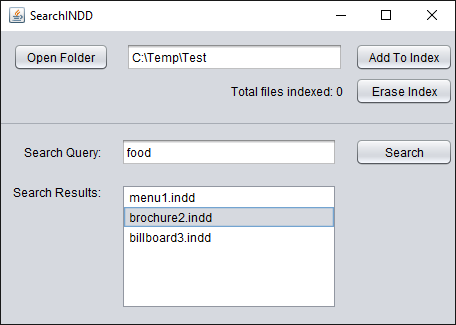 SearchINDD
Open Folder
C:\Temp\Test
Add To Index
Total files indexed: 0
Erase Index
Search Query:
food
Search
Search Results:
menu1.indd
brochure2.indd
billboard3.indd